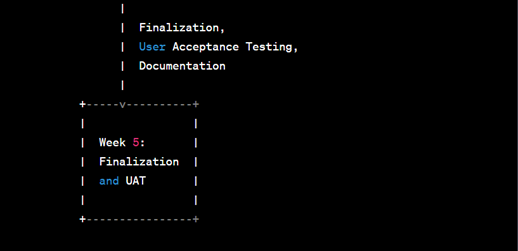 Finalization,
User Acceptance Testing,
Documentation
Week 5:
Finalization
and UAT